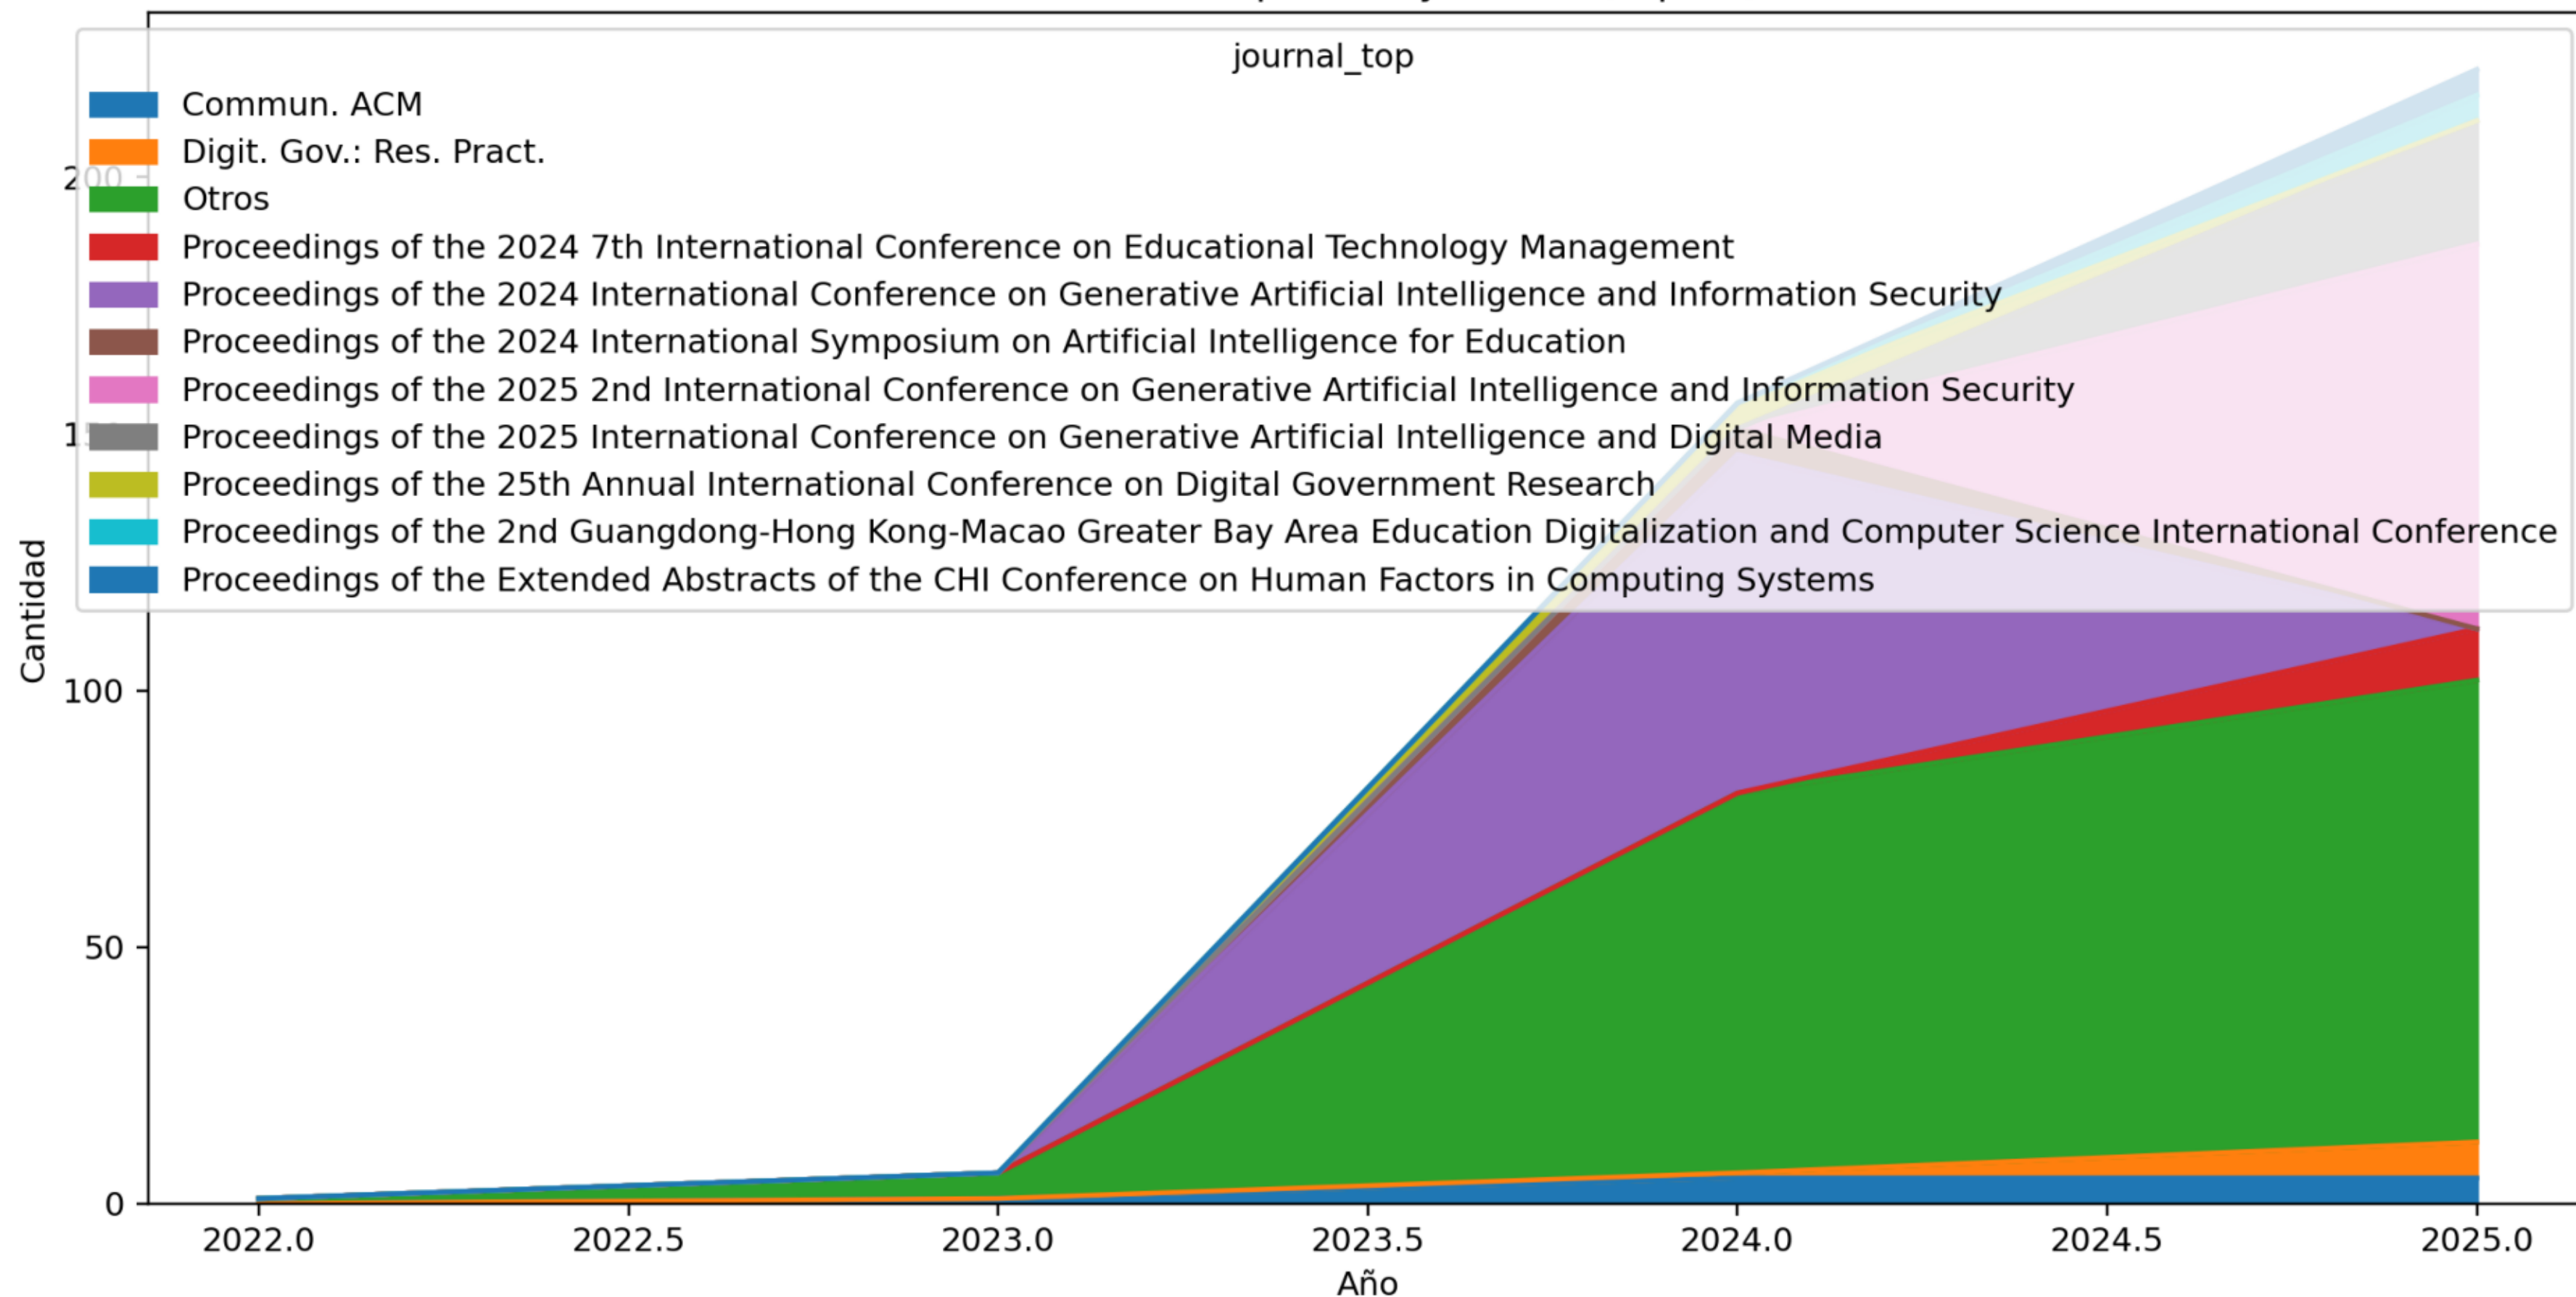 journal_top
Commun. ACM
Digit. Gov.: Res. Pract.
200
Otros
Proceedings of the 2024 7th International Conference on Educational Technology Management
Proceedings of the 2024 International Conference on Generative Artificial Intelligence and Information Security
Proceedings of the 2024 International Symposium on Artificial Intelligence for Education
Proceedings of the 2025 2nd International Conference on Generative Artificial Intelligence and Information Security
Proceedings of the 2025 International Conference on Generative Artificial Intelligence and Digital Media
Proceedings of the 25th Annual International Conference on Digital Government Research
Proceedings of the 2nd Guangdong-Hong Kong-Macao Greater Bay Area Education Digitalization and Computer Science International Conference
Proceedings of the Extended Abstracts of the CHI Conference on Human Factors in Computing Systems
Cantidad
100
50
0
2022.0 2022.5 2023.0 2023.5 2024.0 2024.5 2025.0
Año